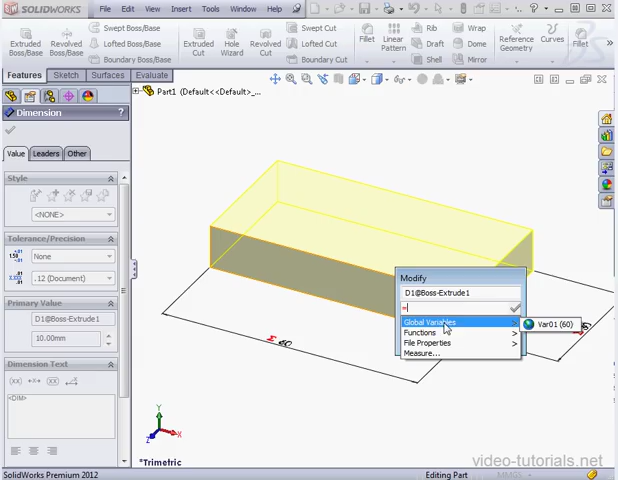 SOLIDWORKS File Edit View Insert Tools Window Help
Extruded Boss/Base
Revolved Boss/Base
Swept Boss/Base
Lofted Boss/Base
Boundary Boss/Base
Extruded Cut
Hole Wizard
Revolved Cut
Swept Cut
Lofted Cut
Boundary Cut
Fillet
Linear Pattern
Rib
Draft
Shell
Wrap
Dome
Mirror
Reference Geometry
Curves
Fillet
Features Sketch Surfaces Evaluate
Part1 (Default<<Default>_...
Dimension ?
Value Leaders Other
Style
<NONE>
Tolerance/Precision
None
.12 (Document)
Primary Value
D1@Boss-Extrude1
10.00mm
Dimension Text
<DIM>
Modify
D1@Boss-Extrude1
=
Global Variables >
Functions >
File Properties >
Measure...
Var01 (60)
Σ 60
Y
X
Z
*Trimetric
video-tutorials.net
SolidWorks Premium 2012 Editing Part